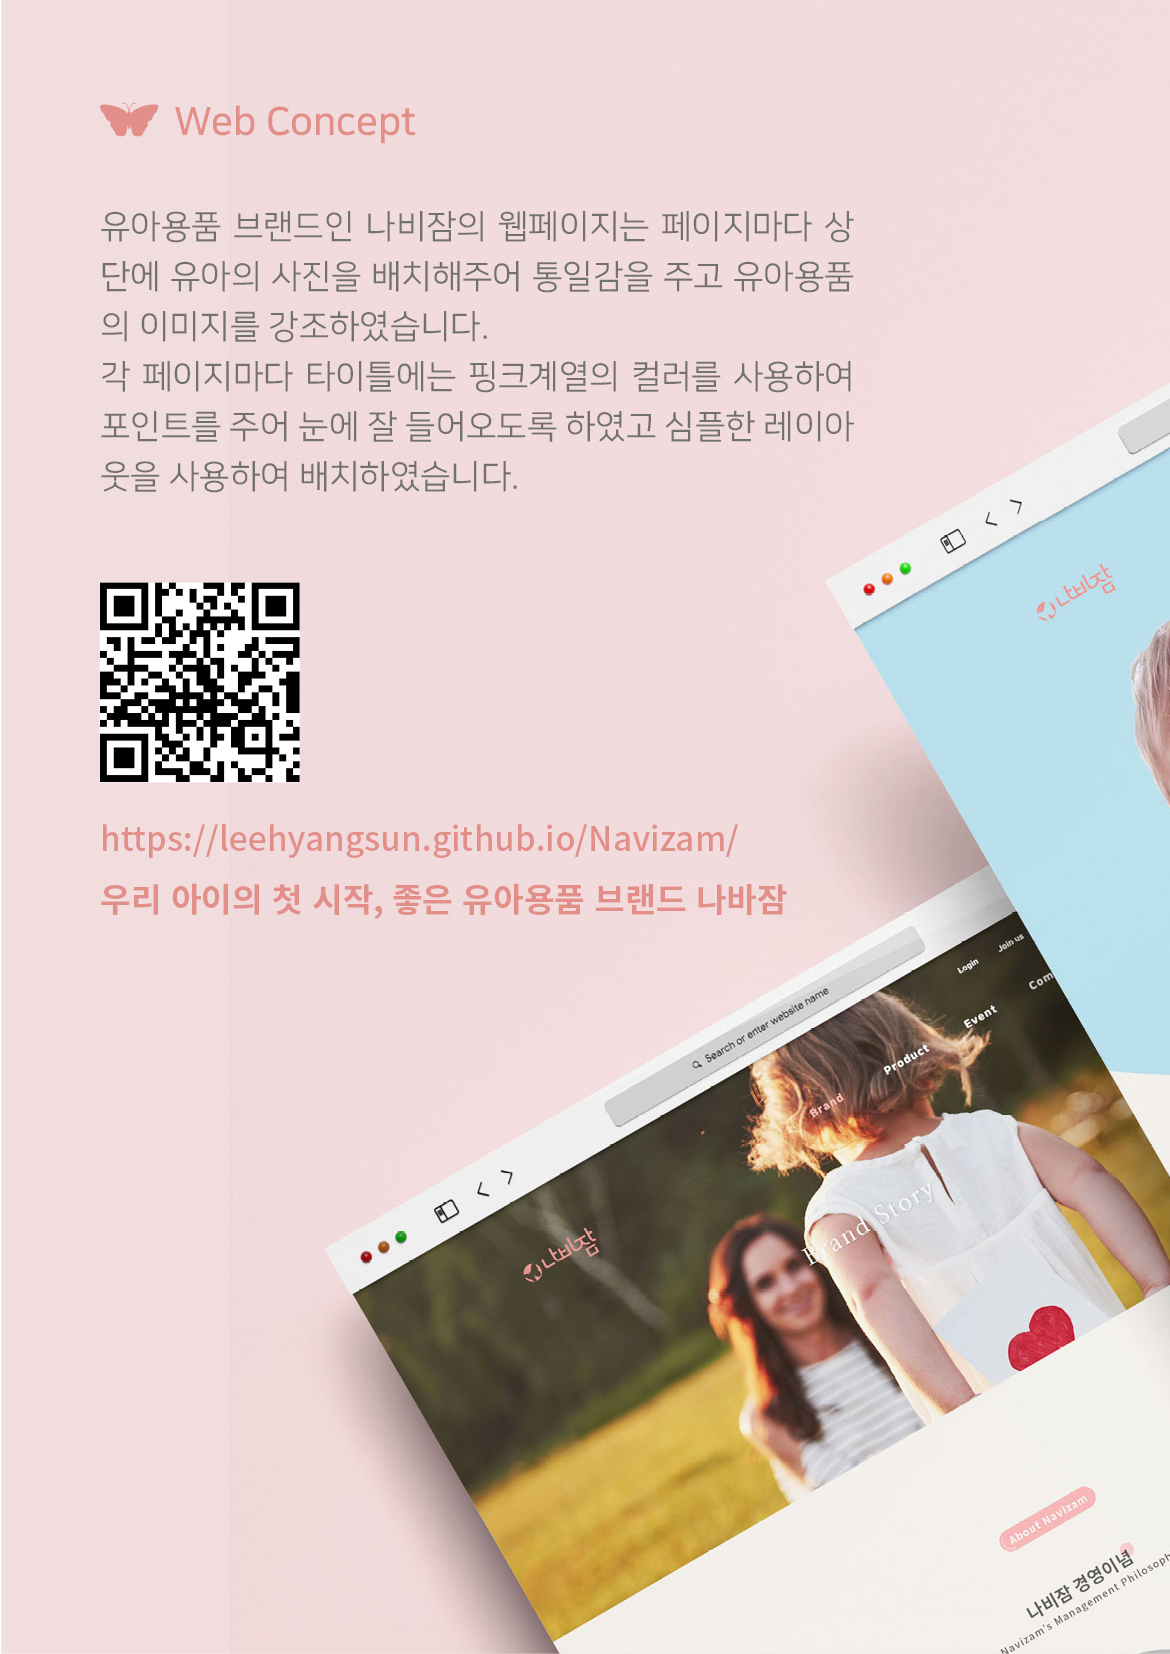 Web Concept
유아용품 브랜드인 나비잠의 웹페이지는 페이지마다 상
단에 유아의 사진을 배치해주어 통일감을 주고 유아용품
의 이미지를 강조하였습니다.
각 페이지마다 타이틀에는 핑크계열의 컬러를 사용하여
포인트를 주어 눈에 잘 들어오도록 하였고 심플한 레이아
웃을 사용하여 배치하였습니다.
https://leehyangsun.github.io/Navizam/
우리 아이의 첫 시작, 좋은 유아용품 브랜드 나바잠
나비잠
Search or enter website name
Login
Join us
나비잠
Brand
Product
Event
Com
Brand Story
About Navizam
나비잠 경영이념
Navizam's Management Philosoph